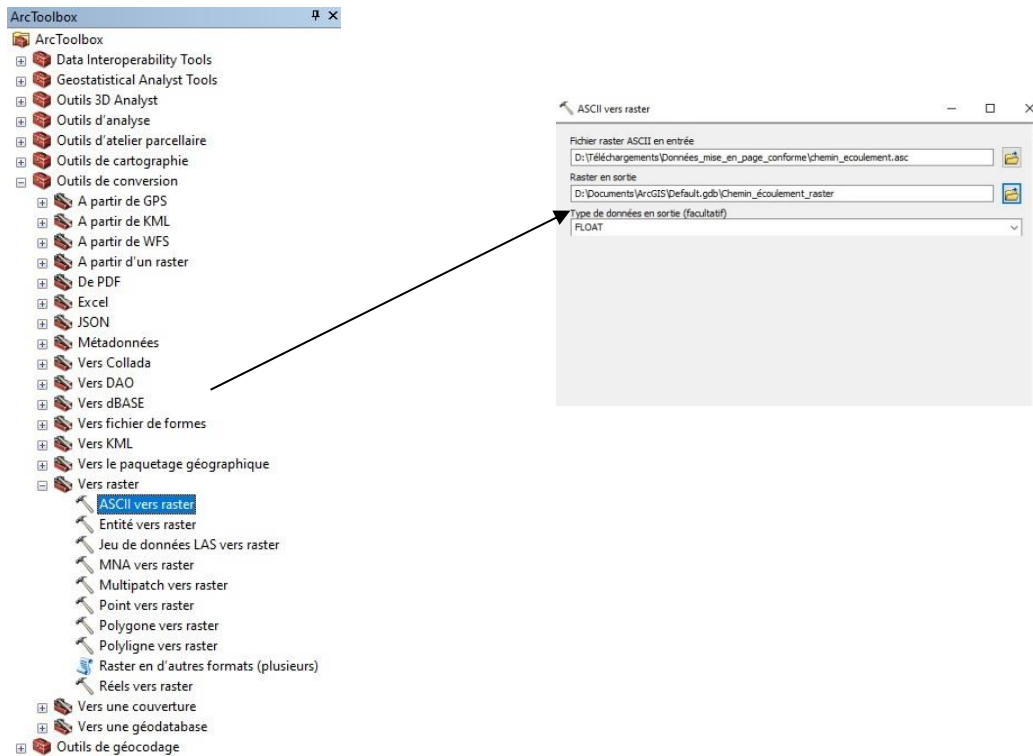 ArcToolbox
ArcToolbox
Data Interoperability Tools
Geostatistical Analyst Tools
Outils 3D Analyst
Outils d'analyse
Outils d'atelier parcellaire
Outils de cartographie
Outils de conversion
A partir de GPS
A partir de KML
A partir de WFS
A partir d'un raster
De PDF
Excel
JSON
Métadonnées
Vers Collada
Vers DAO
Vers dBASE
Vers fichier de formes
Vers KML
Vers le paquetage géographique
Vers raster
ASCII vers raster
Entité vers raster
Jeu de données LAS vers raster
MNA vers raster
Multipatch vers raster
Point vers raster
Polygone vers raster
Polyligne vers raster
Raster en d'autres formats (plusieurs)
Réels vers raster
Vers une couverture
Vers une géodatabase
Outils de géocodage
ASCII vers raster
Fichier raster ASCII en entrée
D:\Téléchargements\Données_mise_en_page_conforme\chemin_ecoulement.asc
Raster en sortie
D:\Documents\ArcGIS\Default.gdb\Chemin_écoulement_raster
Type de données en sortie (facultatif)
FLOAT